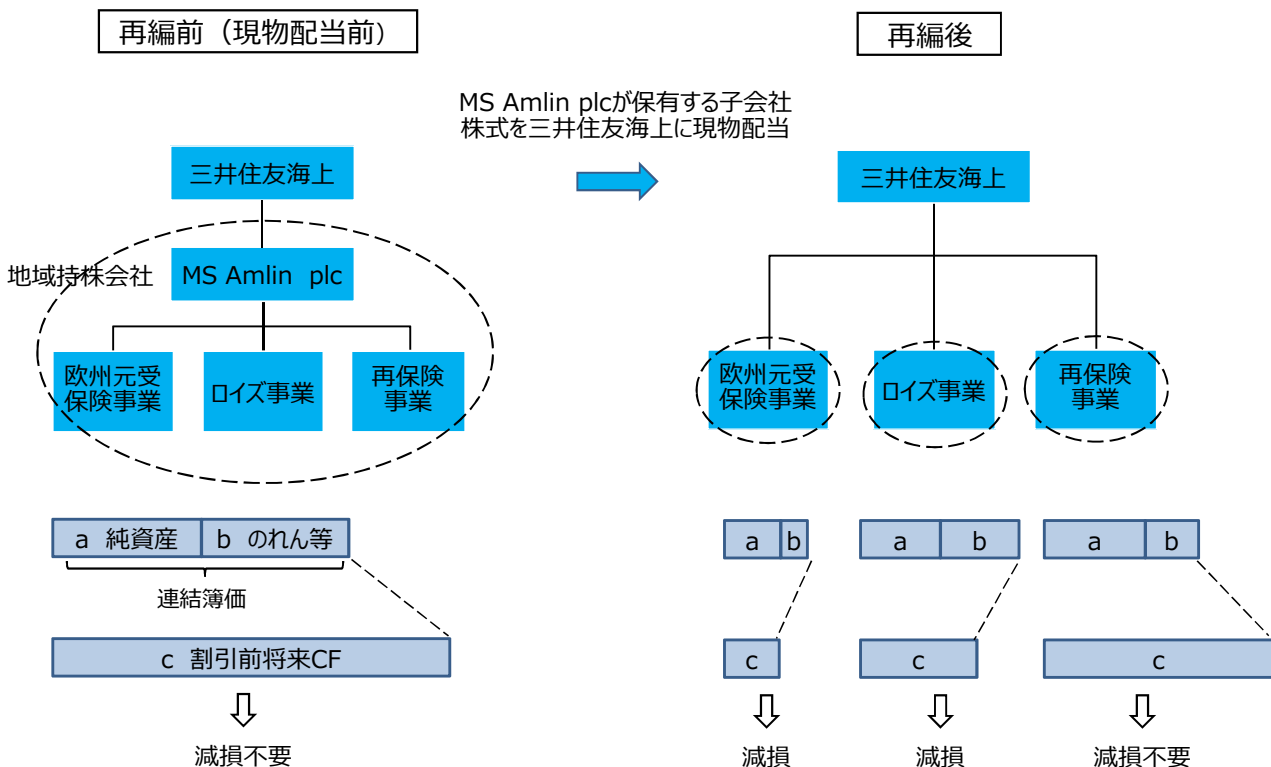 再編前（現物配当前）
再編後
MS Amlin plcが保有する子会社
株式を三井住友海上に現物配当
三井住友海上
地域持株会社
MS Amlin plc
欧州元受
保険事業
ロイズ事業
再保険
事業
三井住友海上
欧州元受
保険事業
ロイズ事業
再保険
事業
a 純資産
b のれん等
連結簿価
c 割引前将来CF
減損不要
a
b
a
b
a
b
c
c
c
減損
減損
減損不要